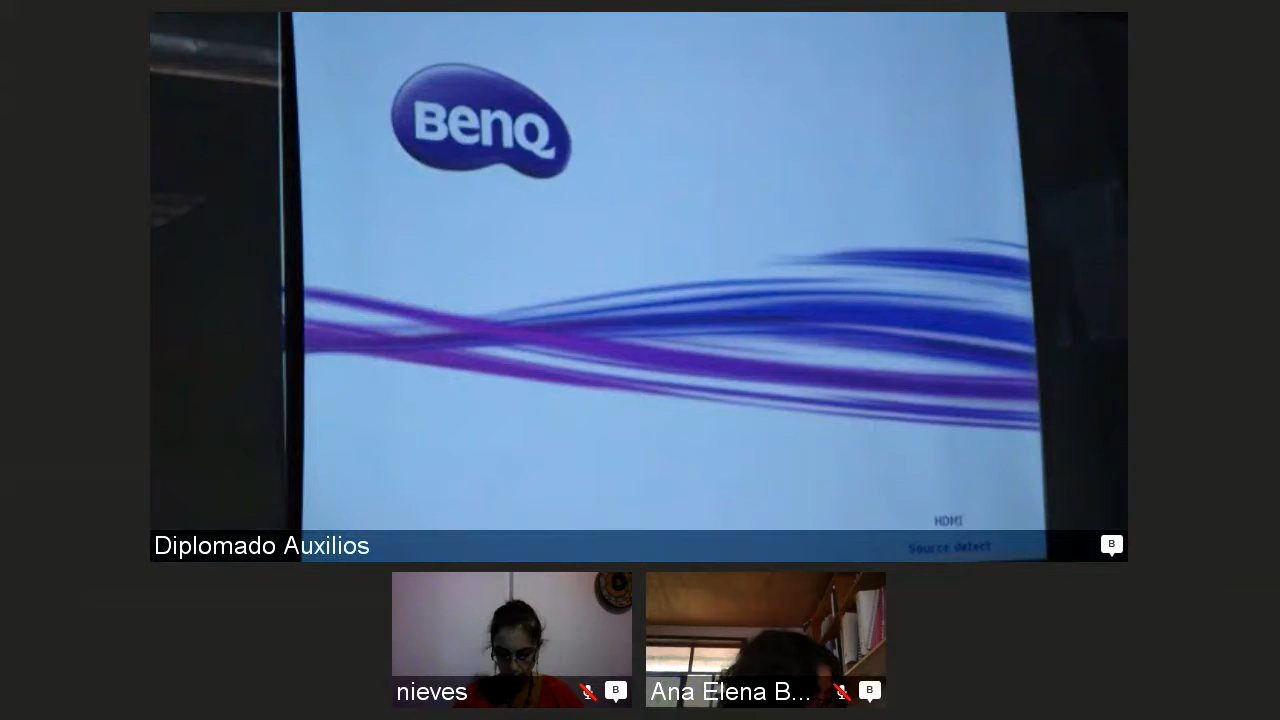 BenQ
HDMI
Source detect
Diplomado Auxilios
B
nieves
B
Ana Elena B...
B